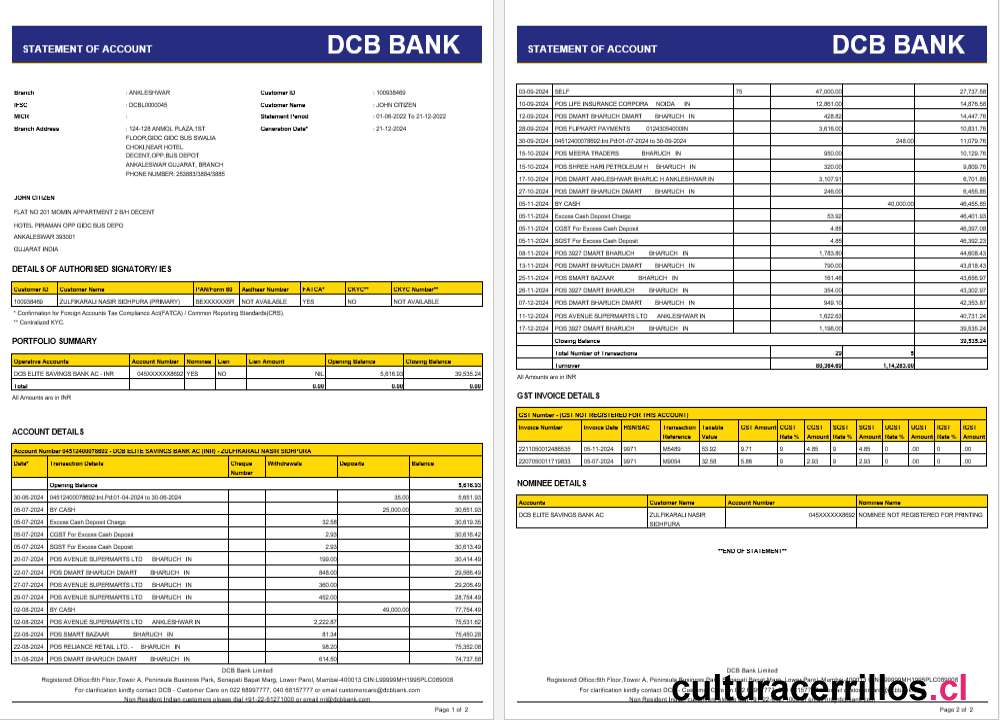 STATEMENT OF ACCOUNT DCB BANK
Branch : ANKLESHWAR Customer ID : 100938469
IFSC : DCBL0000045 Customer Name : JOHN CITIZEN
MICR : Statement Period : 01-06-2022 To 21-12-2022
Branch Address : 124-128 ANMOL PLAZA,1ST Generation Date* : 21-12-2024
FLOOR,GIDC GIDC BUS SWALIA
CHOKI,NEAR HOTEL
DECENT,OPP.BUS DEPOT
ANKALESWAR GUJARAT, BRANCH
PHONE NUMBER: 253883/3884/3885
JOHN CITIZEN
FLAT NO 201 MOMIN APPARTMENT 2 B/H DECENT
HOTEL PIRAMAN OPP GIDC BUS DEPO
ANKALESWAR 393001
GUJARAT INDIA
DETAILS OF AUTHORISED SIGNATORY/ IES
Customer ID Customer Name PAN/Form 60 Aadhaar Number FATCA* CKYC** CKYC Number**
100938469 ZULFIKARALI NASIR SIDHPURA (PRIMARY) BEXXXXXX6R NOT AVAILABLE YES NO NOT AVAILABLE
* Confirmation for Foreign Accounts Tax Compliance Act(FATCA) / Common Reporting Standards(CRS).
** Centralized KYC.
PORTFOLIO SUMMARY
Operative Accounts Account Number Nominee Lien Lien Amount Opening Balance Closing Balance
DCB ELITE SAVINGS BANK AC - INR 045XXXXXX8692 YES NO NIL 5,616.93 39,535.24
Total 0.00 0.00 0.00
All Amounts are in INR
ACCOUNT DETAILS
Account Number 04512400078692 - DCB ELITE SAVINGS BANK AC (INR) - ZULFIKARALI NASIR SIDHPURA
Date* Transaction Details Cheque Number Withdrawals Deposits Balance
Opening Balance 5,616.93
30-06-2024 04512400078692:Int.Pd:01-04-2024 to 30-06-2024 35.00 5,651.93
05-07-2024 BY CASH 25,000.00 30,651.93
05-07-2024 Excess Cash Deposit Charge 32.58 30,619.35
05-07-2024 CGST For Excess Cash Deposit 2.93 30,616.42
05-07-2024 SGST For Excess Cash Deposit 2.93 30,613.49
20-07-2024 POS AVENUE SUPERMARTS LTD BHARUCH IN 199.00 30,414.49
22-07-2024 POS DMART BHARUCH DMART BHARUCH IN 848.00 29,566.49
27-07-2024 POS AVENUE SUPERMARTS LTD BHARUCH IN 360.00 29,206.49
29-07-2024 POS AVENUE SUPERMARTS LTD BHARUCH IN 452.00 28,754.49
02-08-2024 BY CASH 49,000.00 77,754.49
02-08-2024 POS AVENUE SUPERMARTS LTD ANKLESHWAR IN 2,222.87 75,531.62
22-08-2024 POS SMART BAZAAR BHARUCH IN 81.34 75,450.28
22-08-2024 POS RELIANCE RETAIL LTD. - BHARUCH IN 98.20 75,352.08
31-08-2024 POS DMART BHARUCH DMART BHARUCH IN 614.50 74,737.58
DCB Bank Limited
Registered Office:6th Floor,Tower A, Peninsula Business Park, Senapati Bapat Marg, Lower Parel, Mumbai-400013 CIN:L99999MH1995PLC089008
For clarification kindly contact DCB - Customer Care on 022 68997777, 040 68157777 or email customercare@dcbbank.com
Non Resident Indian customers please dial +91-22-61271000 or email nri@dcbbank.com
Page 1 of 2
STATEMENT OF ACCOUNT DCB BANK
03-09-2024 SELF 75 47,000.00 27,737.58
10-09-2024 POS LIFE INSURANCE CORPORA NOIDA IN 12,861.00 14,876.58
12-09-2024 POS DMART BHARUCH DMART BHARUCH IN 428.82 14,447.76
28-09-2024 POS FLIPKART PAYMENTS 01243054000IN 3,616.00 10,831.76
30-09-2024 04512400078692:Int.Pd:01-07-2024 to 30-09-2024 248.00 11,079.76
15-10-2024 POS MEERA TRADERS BHARUCH IN 950.00 10,129.76
15-10-2024 POS SHREE HARI PETROLEUM H BHARUCH IN 320.00 9,809.76
17-10-2024 POS DMART ANKLESHWAR BHARUC H ANKLESHWAR IN 3,107.91 6,701.85
27-10-2024 POS DMART BHARUCH DMART BHARUCH IN 246.00 6,455.85
05-11-2024 BY CASH 40,000.00 46,455.85
05-11-2024 Excess Cash Deposit Charge 53.92 46,401.93
05-11-2024 CGST For Excess Cash Deposit 4.85 46,397.08
05-11-2024 SGST For Excess Cash Deposit 4.85 46,392.23
08-11-2024 POS 3927 DMART BHARUCH BHARUCH IN 1,783.80 44,608.43
13-11-2024 POS DMART BHARUCH DMART BHARUCH IN 790.00 43,818.43
25-11-2024 POS SMART BAZAAR BHARUCH IN 161.46 43,656.97
26-11-2024 POS 3927 DMART BHARUCH BHARUCH IN 354.00 43,302.97
07-12-2024 POS DMART BHARUCH DMART BHARUCH IN 949.10 42,353.87
11-12-2024 POS AVENUE SUPERMARTS LTD ANKLESHWAR IN 1,622.63 40,731.24
17-12-2024 POS 3927 DMART BHARUCH BHARUCH IN 1,196.00 39,535.24
Closing Balance 39,535.24
Total Number of Transactions 29 5
Turnover 80,364.69 1,14,283.00
All Amounts are in INR
GST INVOICE DETAILS
GST Number - (GST NOT REGISTERED FOR THIS ACCOUNT)
Invoice Number Invoice Date HSN/SAC Transaction Reference Taxable Value GST Amount CGST Rate % CGST Amount SGST Rate % SGST Amount UGST Rate % UGST Amount IGST Rate % IGST Amount
2211050012486535 05-11-2024 9971 M5489 53.92 9.71 9 4.85 9 4.85 0 .00 0 .00
2207050011719833 05-07-2024 9971 M9054 32.58 5.86 9 2.93 9 2.93 0 .00 0 .00
NOMINEE DETAILS
Accounts Customer Name Account Number Nominee Name
DCB ELITE SAVINGS BANK AC ZULFIKARALI NASIR SIDHPURA 045XXXXXX8692 NOMINEE NOT REGISTERED FOR PRINTING
**END OF STATEMENT**
DCB Bank Limited
Registered Office:6th Floor,Tower A, Peninsula Business Park, Senapati Bapat Marg, Lower Parel, Mumbai-400013 CIN:L99999MH1995PLC089008
culturacerrillos.cl
Page 2 of 2